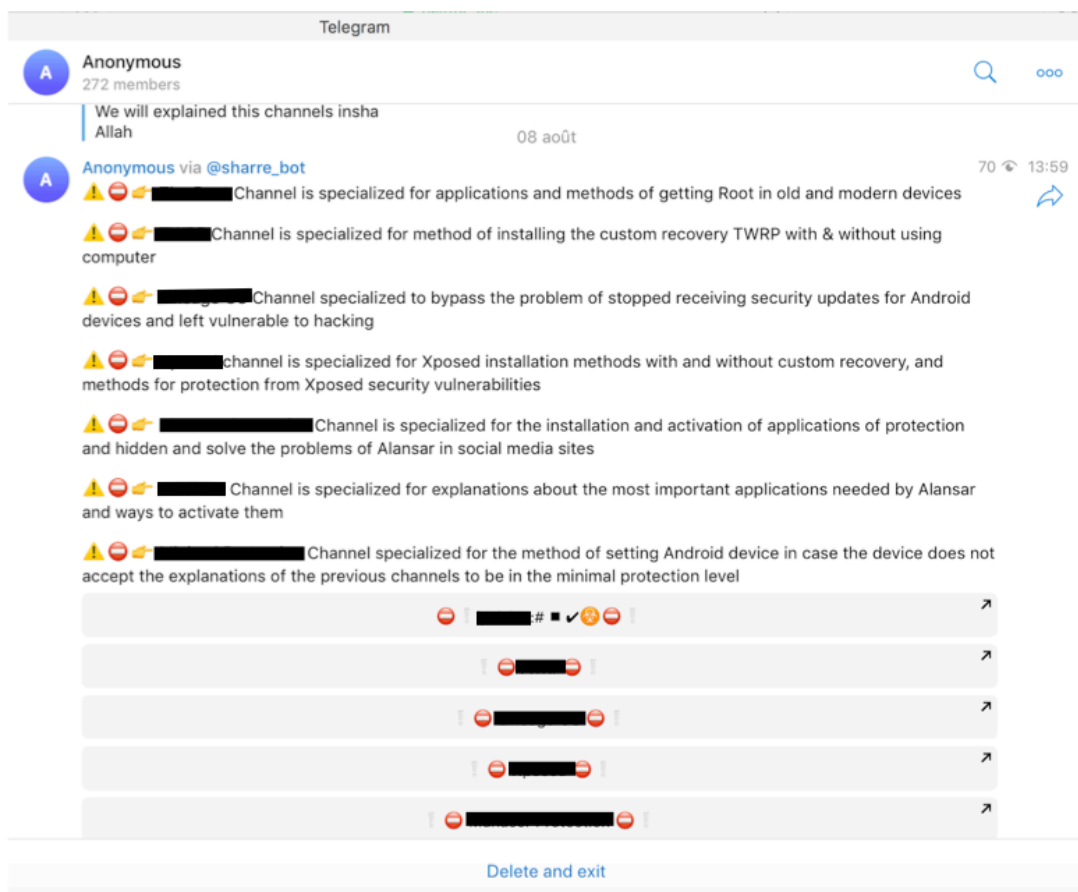 Telegram
A
Anonymous
272 members
ooo
We will explained this channels insha
Allah
08 août
A
Anonymous via @sharre_bot
70 13:59
Channel is specialized for applications and methods of getting Root in old and modern devices
Channel is specialized for method of installing the custom recovery TWRP with & without using
computer
Channel specialized to bypass the problem of stopped receiving security updates for Android
devices and left vulnerable to hacking
channel is specialized for Xposed installation methods with and without custom recovery, and
methods for protection from Xposed security vulnerabilities
Channel is specialized for the installation and activation of applications of protection
and hidden and solve the problems of Alansar in social media sites
Channel is specialized for explanations about the most important applications needed by Alansar
and ways to activate them
Channel specialized for the method of setting Android device in case the device does not
accept the explanations of the previous channels to be in the minimal protection level
:#
Delete and exit